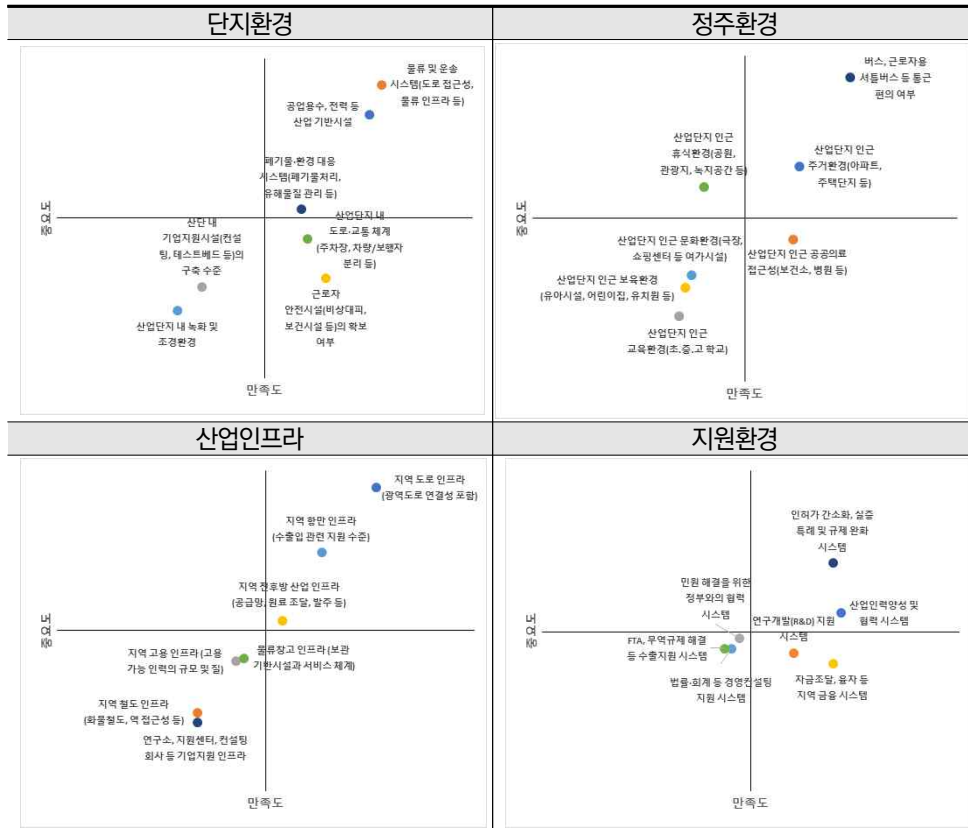 단지환경
물류 및 운송
시스템(도로 접근성,
물류 인프라 등)
공업용수, 전력 등
산업 기반시설
폐기물·환경 대응
시스템(폐기물처리,
유해물질 관리 등)
중요도
산단 내
기업지원시설(컨설
팅, 테스트베드 등)의
구축 수준
산업단지 내
도로·교통 체계
(주차장, 차량/보행자
분리 등)
근로자
안전시설(비상대피,
보건시설 등)의 확보
여부
산업단지 내 녹화 및
조경환경
만족도
정주환경
버스, 근로자용
셔틀버스 등 통근
편의 여부
산업단지 인근
휴식환경(공원,
관광지, 녹지공간 등)
산업단지 인근
주거환경(아파트,
주택단지 등)
중요도
산업단지 인근 문화환경(극장,
쇼핑센터 등 여가시설)
산업단지 인근 공공의료
접근성(보건소, 병원 등)
산업단지 인근 보육환경
(유아시설, 어린이집, 유치원 등)
산업단지 인근
교육환경(초.중.고 학교)
만족도
산업인프라
지역 도로 인프라
(광역도로 연결성 포함)
지역 항만 인프라
(수출입 관련 지원 수준)
지역 전후방 산업 인프라
(공급망, 원료 조달, 발주 등)
중요도
지역 고용 인프라 (고용
가능 인력의 규모 및 질)
물류창고 인프라 (보관
기반시설과 서비스 체계)
지역 철도 인프라
(화물철도, 역 접근성 등)
연구소, 지원센터, 컨설팅
회사 등 기업지원 인프라
만족도
지원환경
인허가 간소화, 실증
특례 및 규제 완화
시스템
민원 해결을 위한
정부와의 협력
시스템
산업인력양성 및
협력 시스템
중요도
연구개발(R&D) 지원
시스템
FTA, 무역규제 해결
등 수출지원 시스템
법률·회계 등 경영컨설팅
지원 시스템
자금조달, 융자 등
지역 금융 시스템
만족도